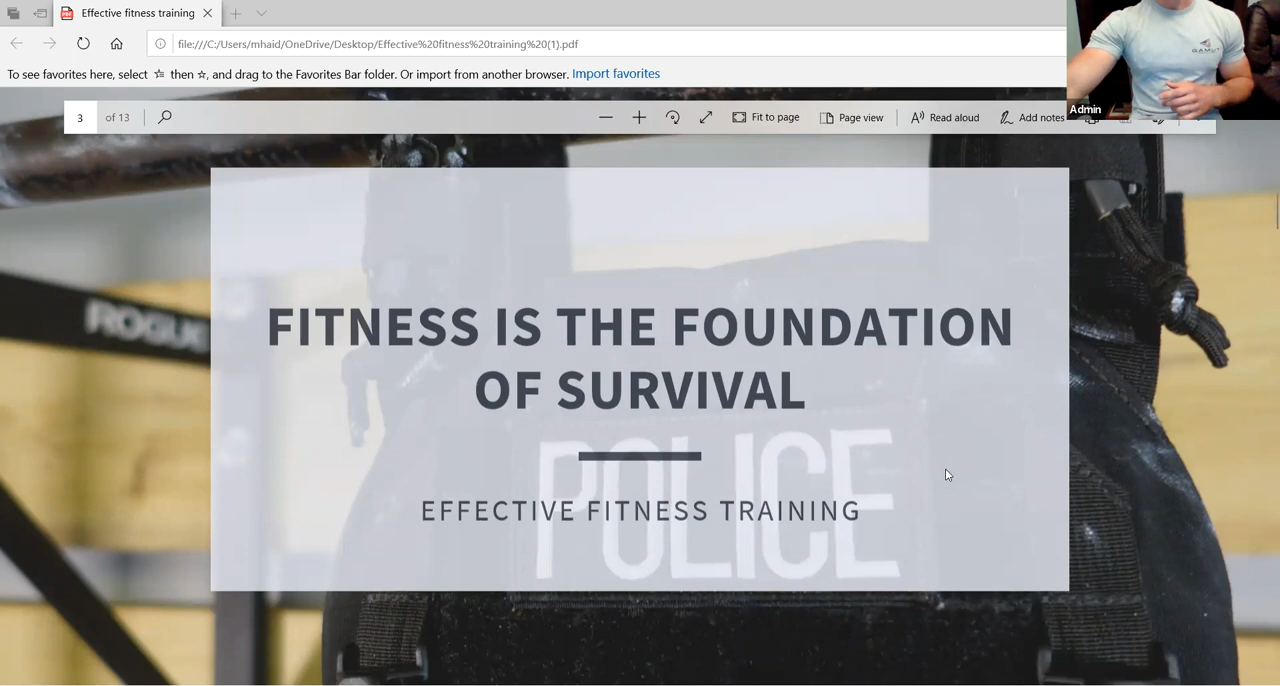 Effective fitness training
file:///C:/Users/mhaid/OneDrive/Desktop/Effective%20fitness%20training%20(1).pdf
To see favorites here, select then , and drag to the Favorites Bar folder. Or import from another browser. Import favorites
3 of 13
Fit to page
Page view
Read aloud
Add notes
Admin
ROGUE
FITNESS IS THE FOUNDATION
OF SURVIVAL
POLICE
EFFECTIVE FITNESS TRAINING